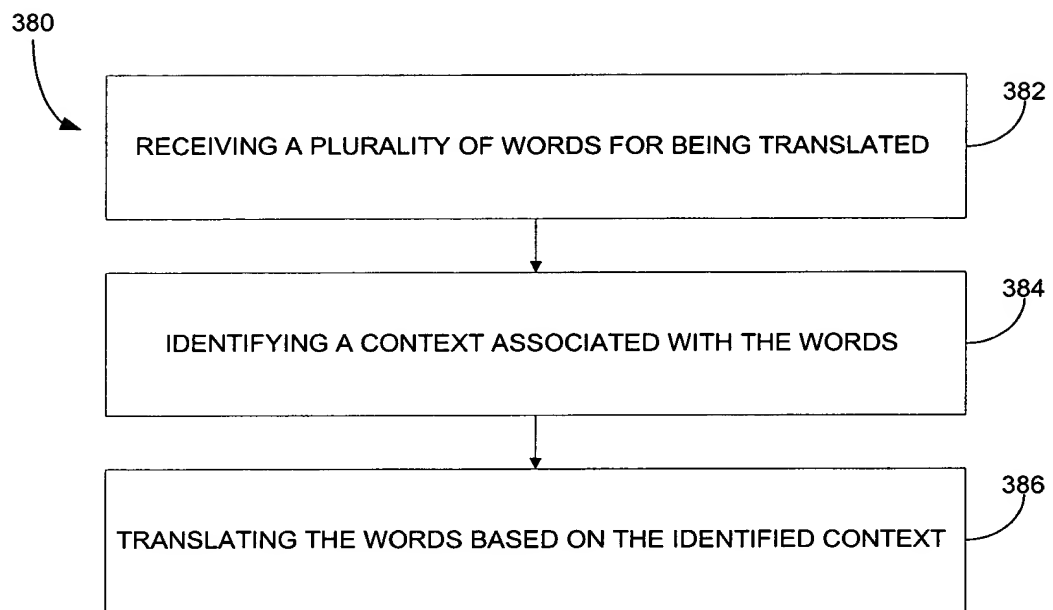 380
382
RECEIVING A PLURALITY OF WORDS FOR BEING TRANSLATED
384
IDENTIFYING A CONTEXT ASSOCIATED WITH THE WORDS
386
TRANSLATING THE WORDS BASED ON THE IDENTIFIED CONTEXT